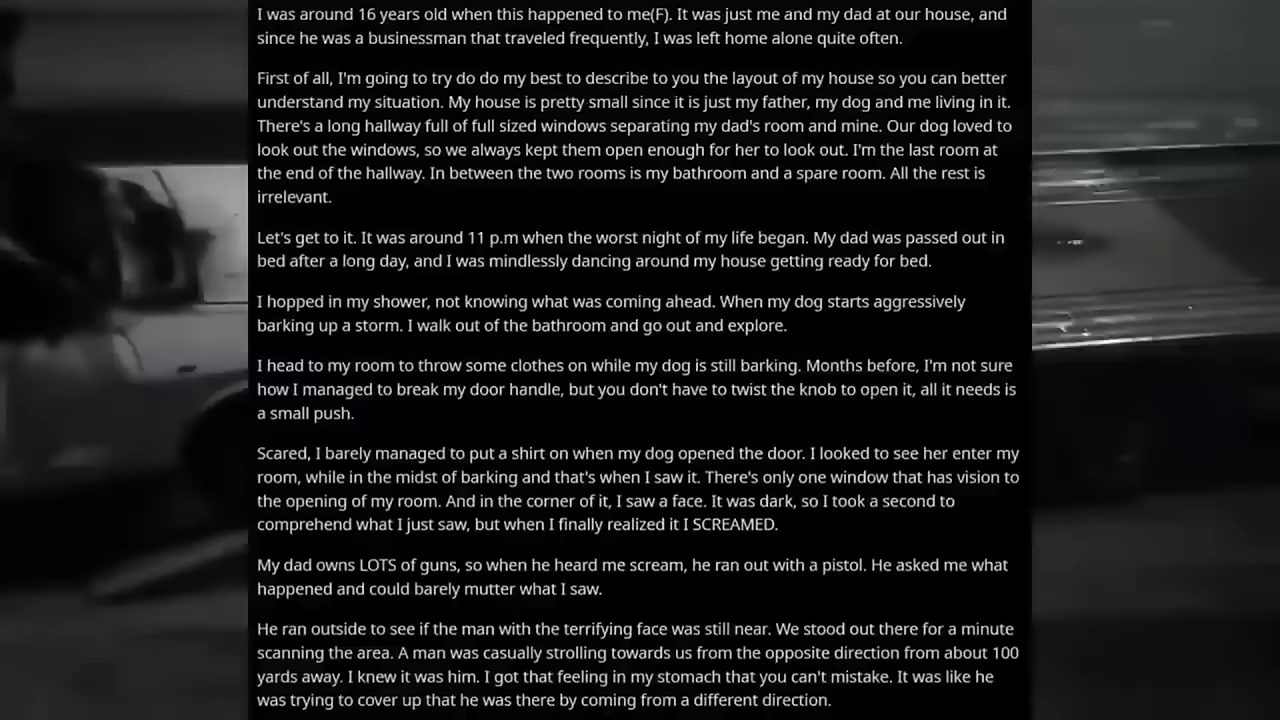 I was around 16 years old when this happened to me(F). It was just me and my dad at our house, and
since he was a businessman that traveled frequently, I was left home alone quite often.
First of all, I'm going to try do do my best to describe to you the layout of my house so you can better
understand my situation. My house is pretty small since it is just my father, my dog and me living in it.
There's a long hallway full of full sized windows separating my dad's room and mine. Our dog loved to
look out the windows, so we always kept them open enough for her to look out. I'm the last room at
the end of the hallway. In between the two rooms is my bathroom and a spare room. All the rest is
irrelevant.
Let's get to it. It was around 11 p.m when the worst night of my life began. My dad was passed out in
bed after a long day, and I was mindlessly dancing around my house getting ready for bed.
I hopped in my shower, not knowing what was coming ahead. When my dog starts aggressively
barking up a storm. I walk out of the bathroom and go out and explore.
I head to my room to throw some clothes on while my dog is still barking. Months before, I'm not sure
how I managed to break my door handle, but you don't have to twist the knob to open it, all it needs is
a small push.
Scared, I barely managed to put a shirt on when my dog opened the door. I looked to see her enter my
room, while in the midst of barking and that's when I saw it. There's only one window that has vision to
the opening of my room. And in the corner of it, I saw a face. It was dark, so I took a second to
comprehend what I just saw, but when I finally realized it I SCREAMED.
My dad owns LOTS of guns, so when he heard me scream, he ran out with a pistol. He asked me what
happened and could barely mutter what I saw.
He ran outside to see if the man with the terrifying face was still near. We stood out there for a minute
scanning the area. A man was casually strolling towards us from the opposite direction from about 100
yards away. I knew it was him. I got that feeling in my stomach that you can't mistake. It was like he
was trying to cover up that he was there by coming from a different direction.